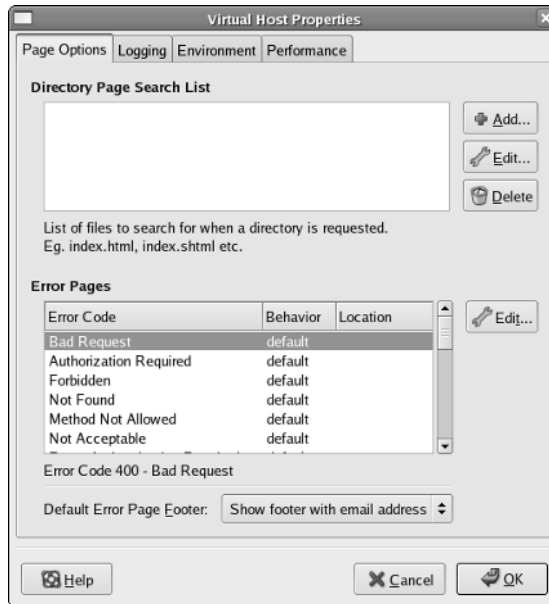 Virtual Host Properties
Page Options Logging Environment Performance
Directory Page Search List
Add...
Edit...
Delete
List of files to search for when a directory is requested.
Eg. index.html, index.shtml etc.
Error Pages
Error Code Behavior Location
Bad Request default
Authorization Required default
Forbidden default
Not Found default
Method Not Allowed default
Not Acceptable default
Edit...
Error Code 400 - Bad Request
Default Error Page Footer: Show footer with email address
Help Cancel OK